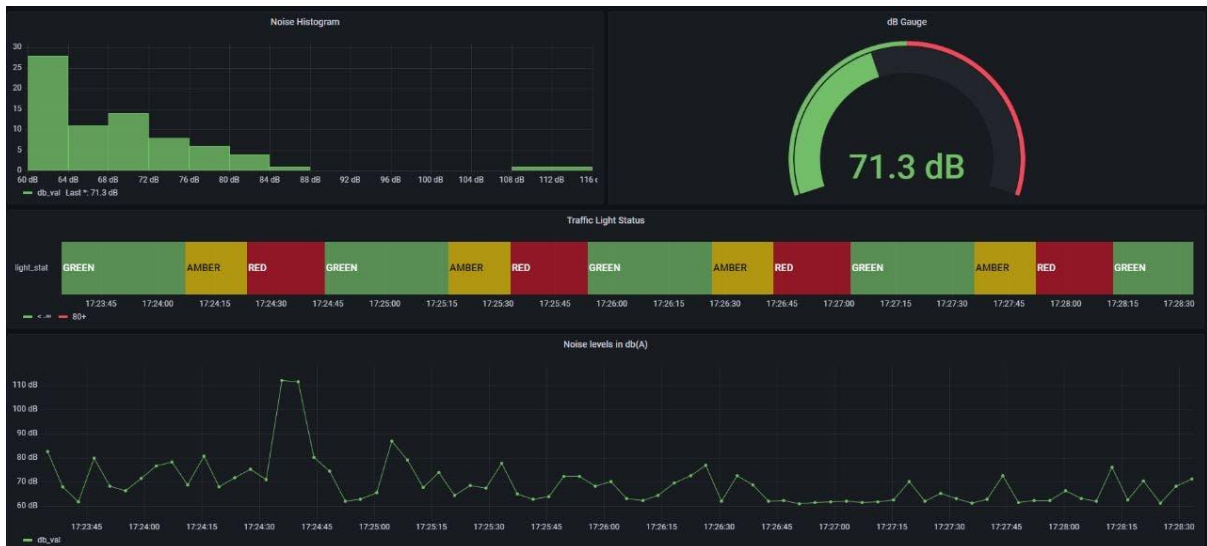 Noise Histogram
30
25
20
15
10
5
0
60 dB 64 dB 68 dB 72 dB 76 dB 80 dB 84 dB 88 dB 92 dB 96 dB 100 dB 104 dB 108 dB 112 dB 116 d
db_val Last *: 71.3 dB
dB Gauge
71.3 dB
Traffic Light Status
light_stat GREEN AMBER RED GREEN AMBER RED GREEN AMBER RED GREEN AMBER RED GREEN
17:23:45 17:24:00 17:24:15 17:24:30 17:24:45 17:25:00 17:25:15 17:25:30 17:25:45 17:26:00 17:26:15 17:26:30 17:26:45 17:27:00 17:27:15 17:27:30 17:27:45 17:28:00 17:28:15 17:28:30
< -∞ 80+
Noise levels in db(A)
110 dB
100 dB
90 dB
80 dB
70 dB
60 dB
17:23:45 17:24:00 17:24:15 17:24:30 17:24:45 17:25:00 17:25:15 17:25:30 17:25:45 17:26:00 17:26:15 17:26:30 17:26:45 17:27:00 17:27:15 17:27:30 17:27:45 17:28:00 17:28:15 17:28:30
db_val